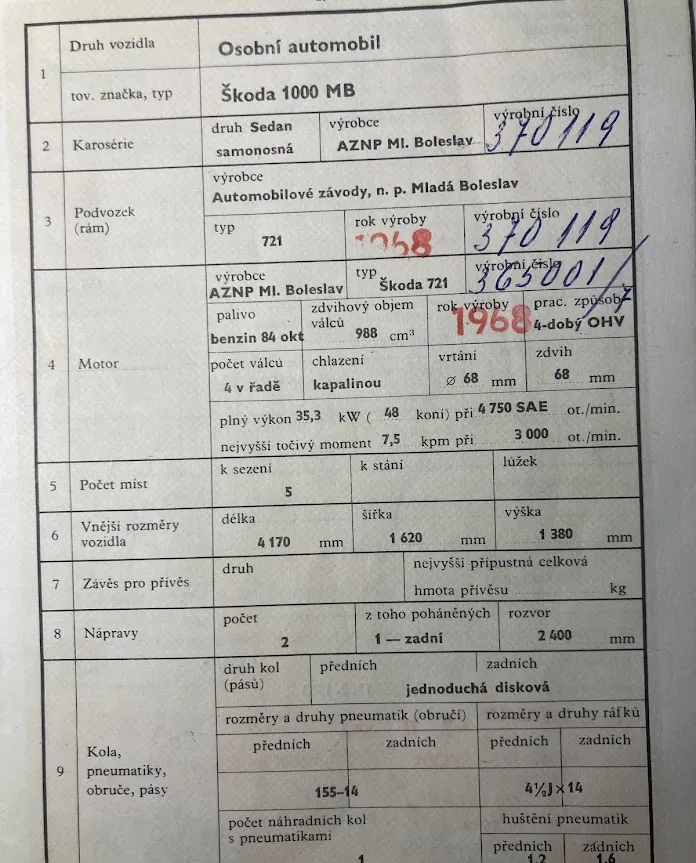 1 Druh vozidla Osobní automobil
tov. značka, typ Škoda 1000 MB
2 Karosérie druh Sedan samonosná výrobce AZNP Ml. Boleslav výrobní číslo 370119
3 Podvozek (rám) výrobce Automobilové závody, n. p. Mladá Boleslav
typ 721 rok výroby 1968 výrobní číslo 370119
4 Motor výrobce AZNP Ml. Boleslav typ Škoda 721 výrobní číslo 365001/7
palivo benzin 84 okt zdvihový objem válců 988 cm³ rok výroby 1968 prac. způsob 4-dobý OHV
počet válců 4 v řadě chlazení kapalinou vrtání ⌀ 68 mm zdvih 68 mm
plný výkon 35,3 kW ( 48 koní) při 4 750 SAE ot./min.
nejvyšší točivý moment 7,5 kpm při 3 000 ot./min.
5 Počet míst k sezení 5 k stání lůžek
6 Vnější rozměry vozidla délka 4 170 mm šířka 1 620 mm výška 1 380 mm
7 Závěs pro přívěs druh nejvyšší přípustná celková hmota přívěsu kg
8 Nápravy počet 2 z toho poháněných 1 — zadní rozvor 2 400 mm
9 Kola, pneumatiky, obruče, pásy druh kol (pásů) předních zadních
jednoduchá disková
rozměry a druhy pneumatik (obručí) rozměry a druhy ráfků
předních zadních předních zadních
155–14 4½J×14
počet náhradních kol s pneumatikami 1 huštění pneumatik
předních 1,2 zadních 1,6